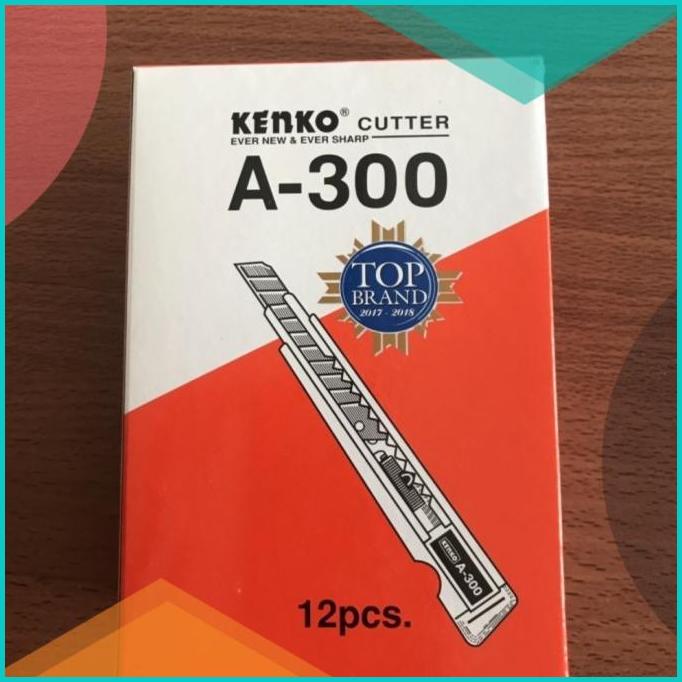 KENKO® CUTTER
EVER NEW & EVER SHARP
A-300
TOP
BRAND
2017 - 2018
KENKO
A-300
12pcs.